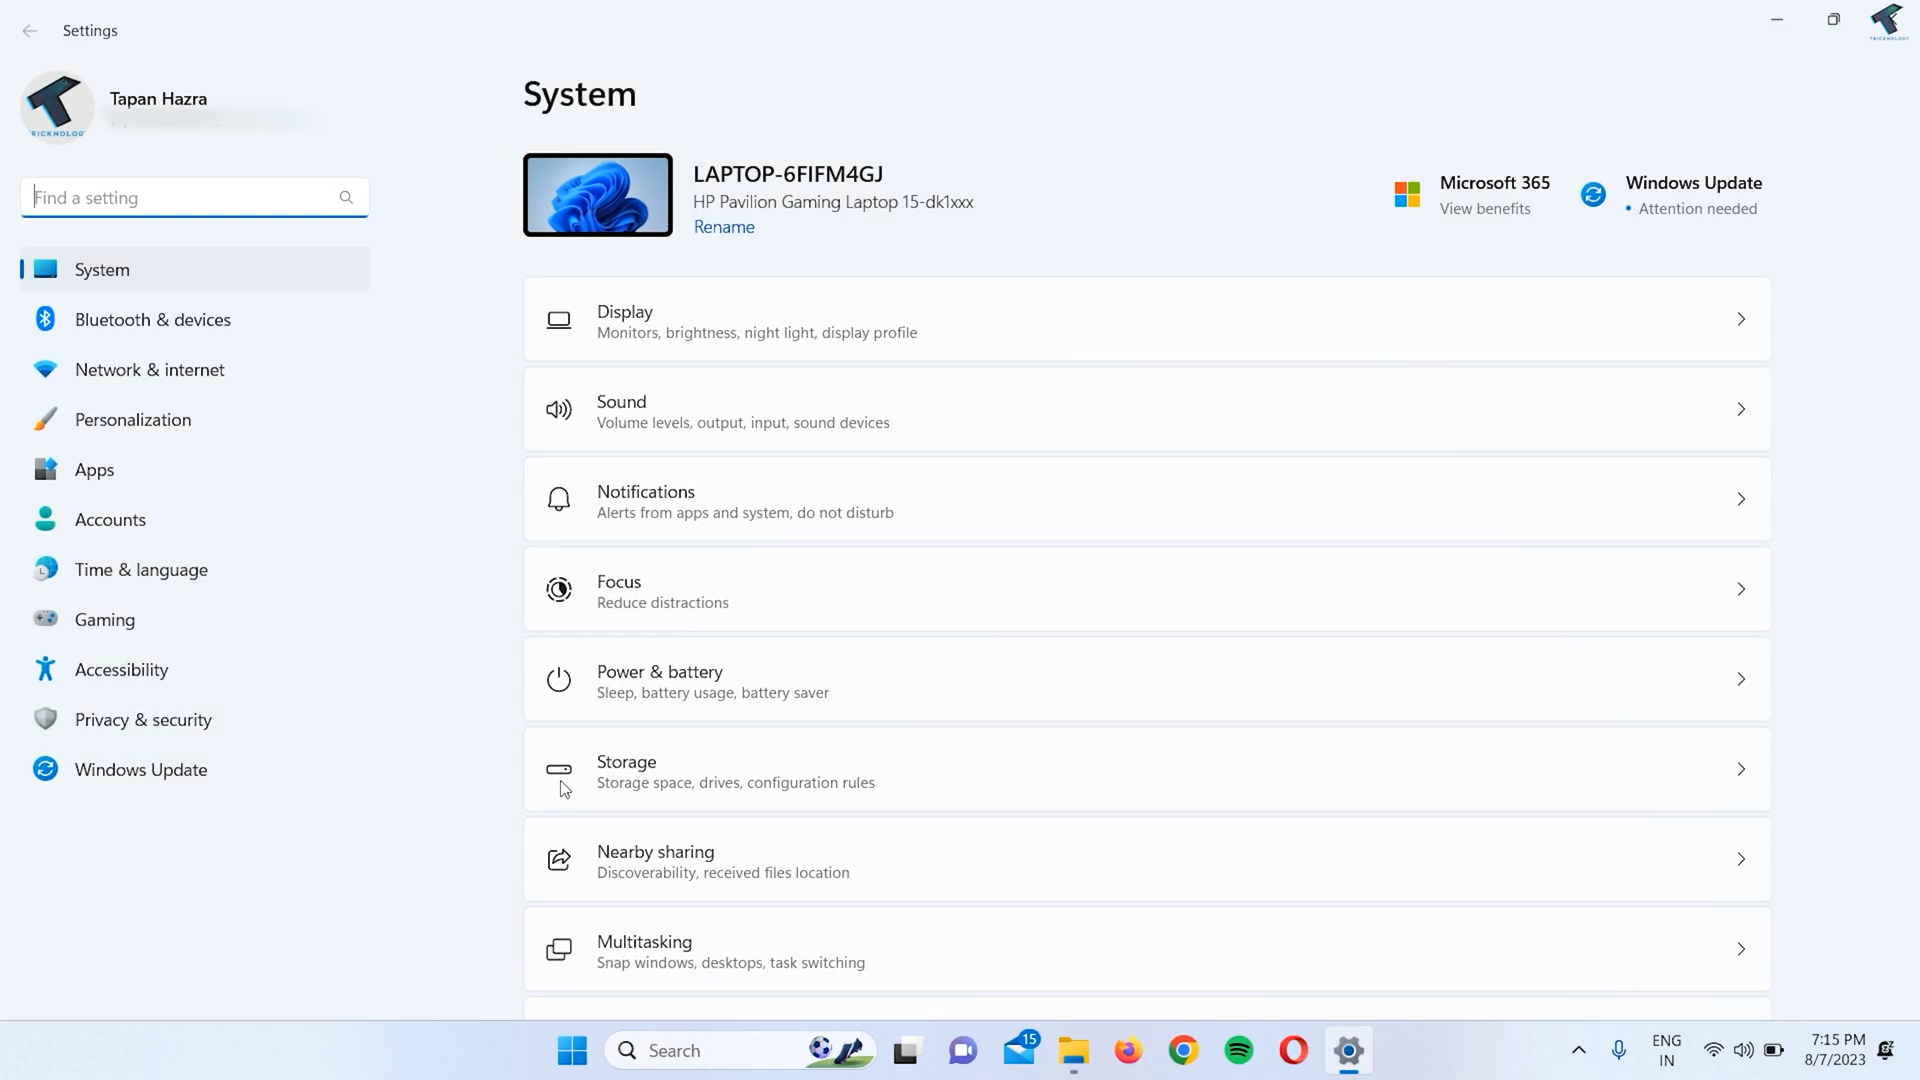 Settings
TRICKNOLOGY
Tapan Hazra
RICKNOLOG
Find a setting
System
Bluetooth & devices
Network & internet
Personalization
Apps
Accounts
Time & language
Gaming
Accessibility
Privacy & security
Windows Update
System
LAPTOP-6FIFM4GJ
HP Pavilion Gaming Laptop 15-dk1xxx
Rename
Microsoft 365
View benefits
Windows Update
• Attention needed
Display
Monitors, brightness, night light, display profile
Sound
Volume levels, output, input, sound devices
Notifications
Alerts from apps and system, do not disturb
Focus
Reduce distractions
Power & battery
Sleep, battery usage, battery saver
Storage
Storage space, drives, configuration rules
Nearby sharing
Discoverability, received files location
Multitasking
Snap windows, desktops, task switching
Search
15
ENG
IN
7:15 PM
8/7/2023